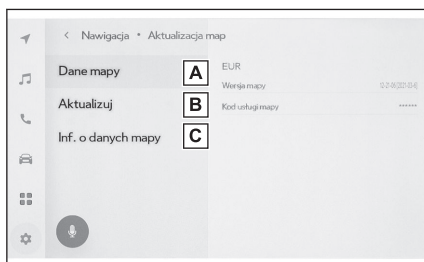 < Nawigacja • Aktualizacja map
Dane mapy A
Aktualizuj B
Inf. o danych mapy C
EUR
Wersja mapy
Kod usługi mapy ******